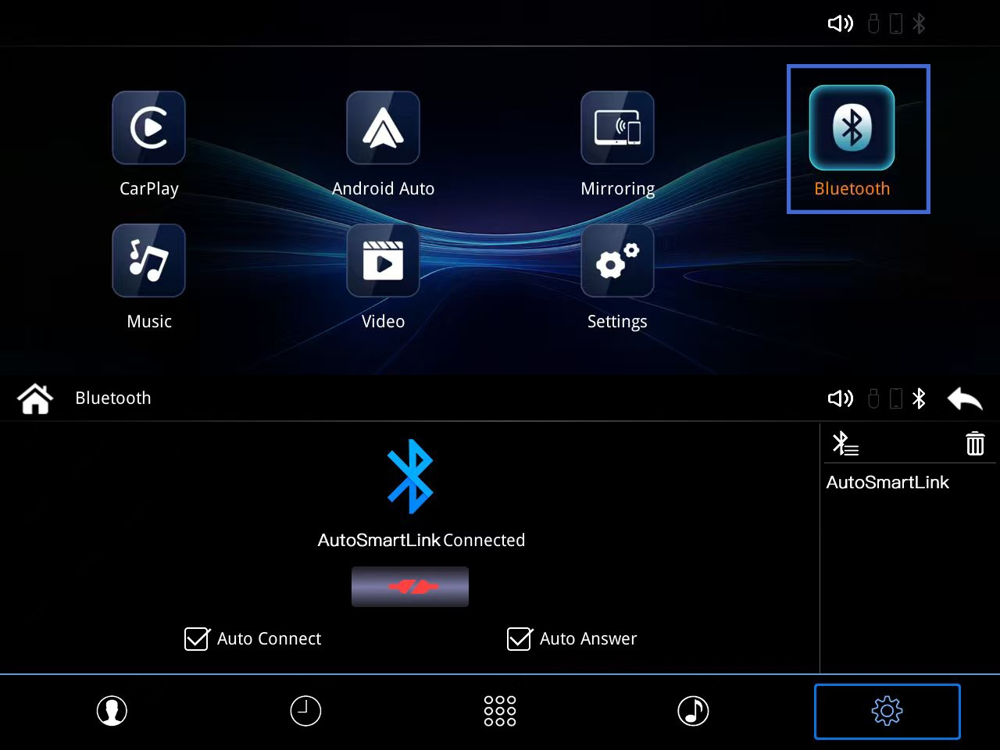 CarPlay
Android Auto
Mirroring
Bluetooth
Music
Video
Settings
Bluetooth
AutoSmartLink
AutoSmartLink Connected
Auto Connect
Auto Answer